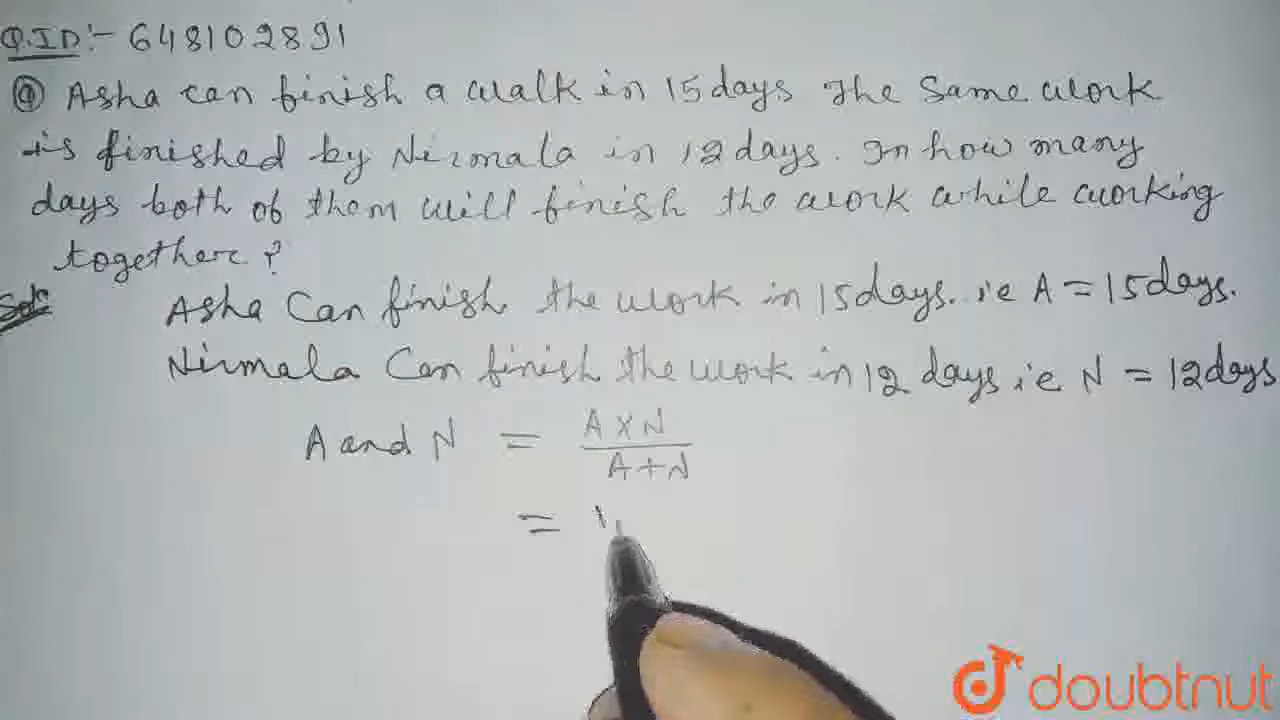 Q.ID:- 648102891
Q Asha can finish a walk in 15 days The Same work
is finished by Nirmala in 12 days. In how many
days both of them will finish the work while working
together?
Soln
Asha Can finish the work in 15 days. i.e A = 15 days.
Nirmala Can finish the work in 12 days i.e N = 12 days
A and N = A X N
A + N
=
doubtnut